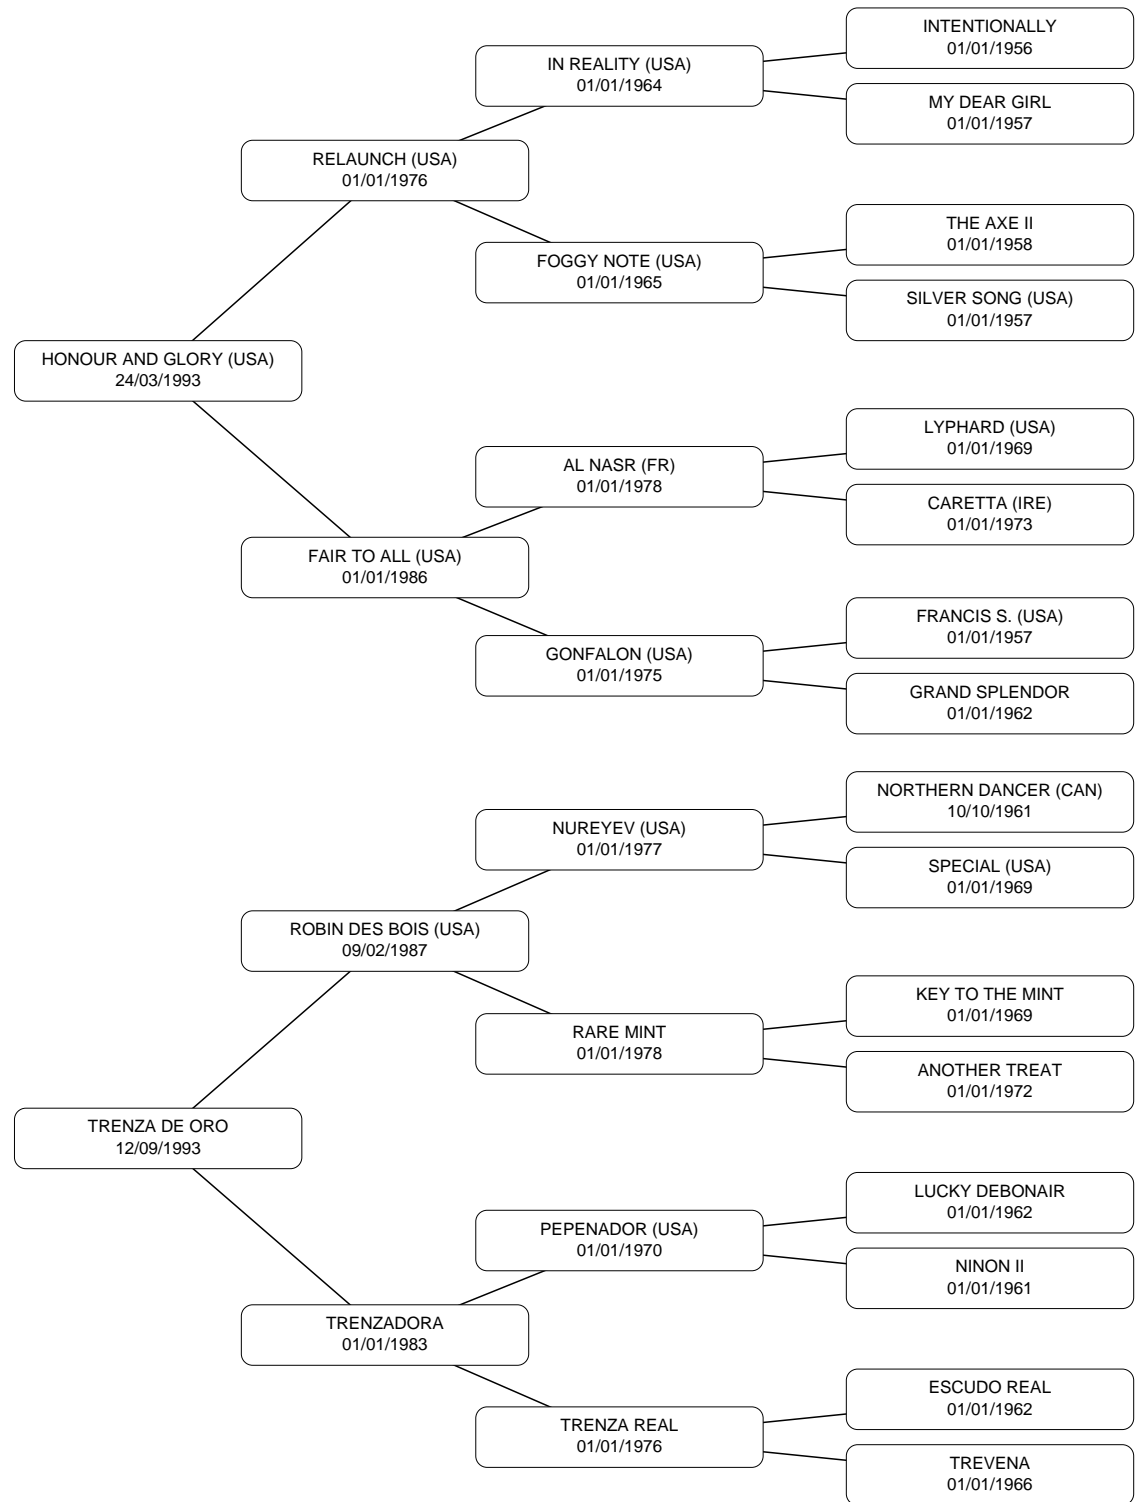 INTENTIONALLY
01/01/1956
IN REALITY (USA)
01/01/1964
MY DEAR GIRL
01/01/1957
RELAUNCH (USA)
01/01/1976
THE AXE II
01/01/1958
FOGGY NOTE (USA)
01/01/1965
SILVER SONG (USA)
01/01/1957
HONOUR AND GLORY (USA)
24/03/1993
LYPHARD (USA)
01/01/1969
AL NASR (FR)
01/01/1978
CARETTA (IRE)
01/01/1973
FAIR TO ALL (USA)
01/01/1986
FRANCIS S. (USA)
01/01/1957
GONFALON (USA)
01/01/1975
GRAND SPLENDOR
01/01/1962
NORTHERN DANCER (CAN)
10/10/1961
NUREYEV (USA)
01/01/1977
SPECIAL (USA)
01/01/1969
ROBIN DES BOIS (USA)
09/02/1987
KEY TO THE MINT
01/01/1969
RARE MINT
01/01/1978
ANOTHER TREAT
01/01/1972
TRENZA DE ORO
12/09/1993
LUCKY DEBONAIR
01/01/1962
PEPENADOR (USA)
01/01/1970
NINON II
01/01/1961
TRENZADORA
01/01/1983
ESCUDO REAL
01/01/1962
TRENZA REAL
01/01/1976
TREVENA
01/01/1966